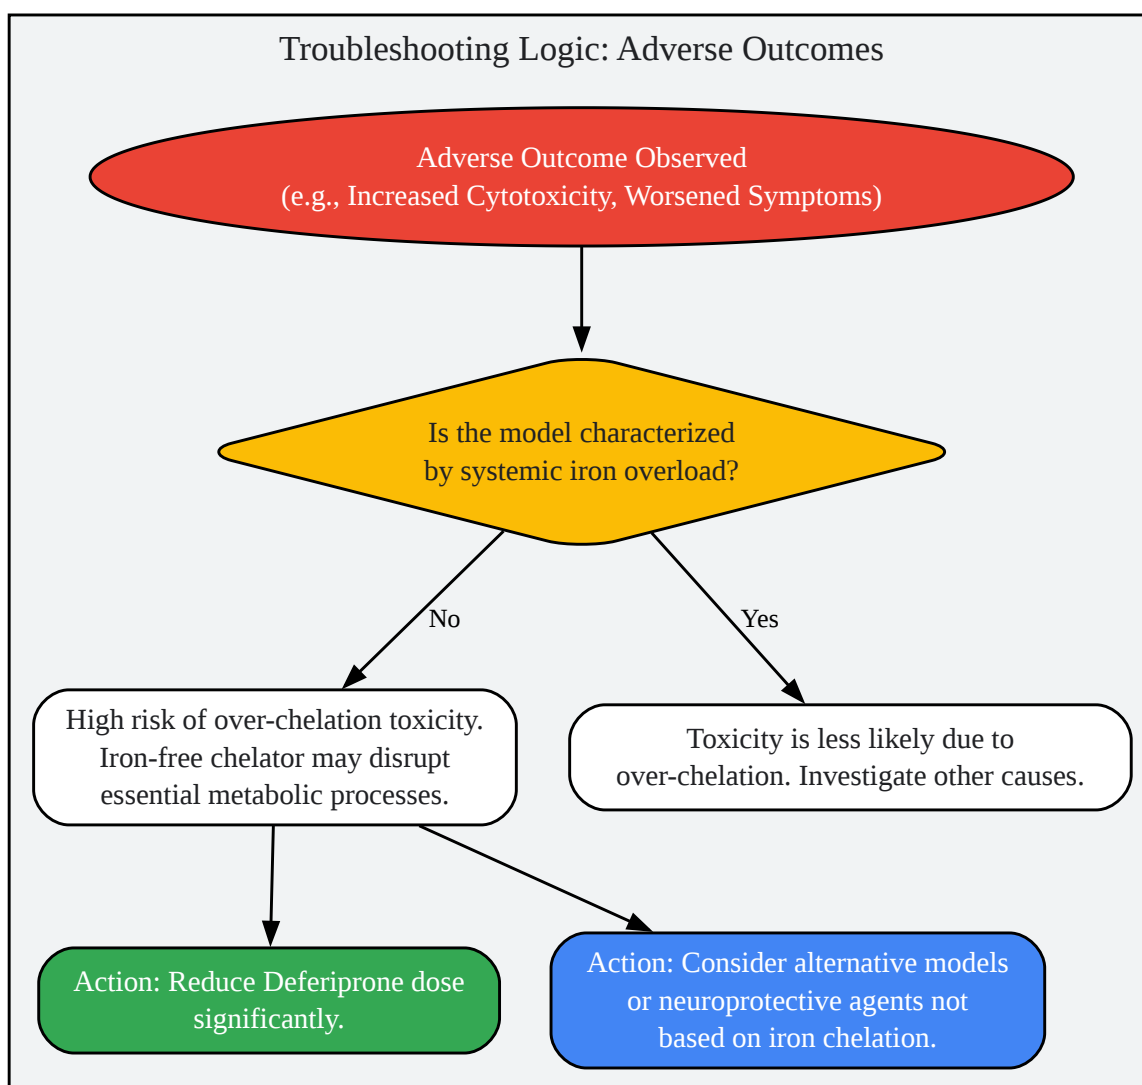 Troubleshooting Logic: Adverse Outcomes
Adverse Outcome Observed
(e.g., Increased Cytotoxicity, Worsened Symptoms)
Is the model characterized
by systemic iron overload?
No
Yes
High risk of over-chelation toxicity.
Iron-free chelator may disrupt
essential metabolic processes.
Toxicity is less likely due to
over-chelation. Investigate other causes.
Action: Reduce Deferiprone dose
significantly.
Action: Consider alternative models
or neuroprotective agents not
based on iron chelation.